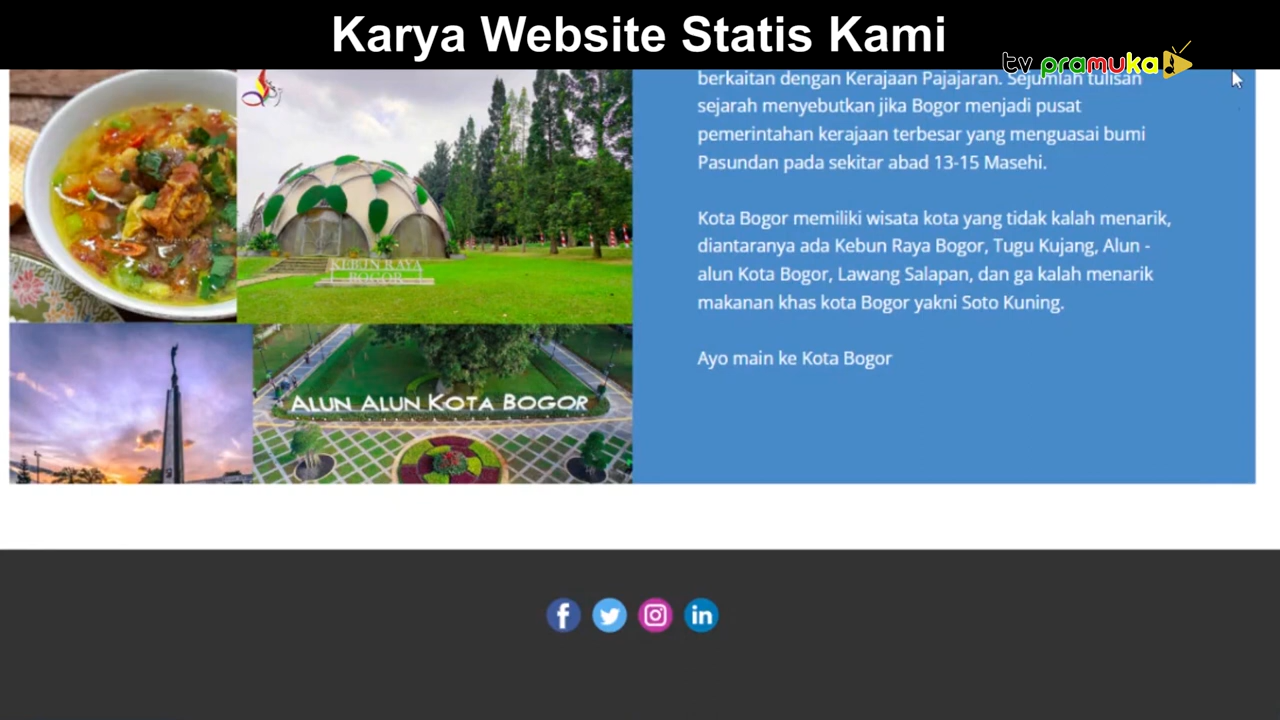 Karya Website Statis Kami
tv pramuka
berkaitan dengan Kerajaan Pajajaran. Sejumlah tulisan
sejarah menyebutkan jika Bogor menjadi pusat
pemerintahan kerajaan terbesar yang menguasai bumi
Pasundan pada sekitar abad 13-15 Masehi.
Kota Bogor memiliki wisata kota yang tidak kalah menarik,
diantaranya ada Kebun Raya Bogor, Tugu Kujang, Alun -
alun Kota Bogor, Lawang Salapan, dan ga kalah menarik
makanan khas kota Bogor yakni Soto Kuning.
Ayo main ke Kota Bogor
KEBUN RAYA
BOGOR
ALUN ALUN KOTA BOGOR
f
in